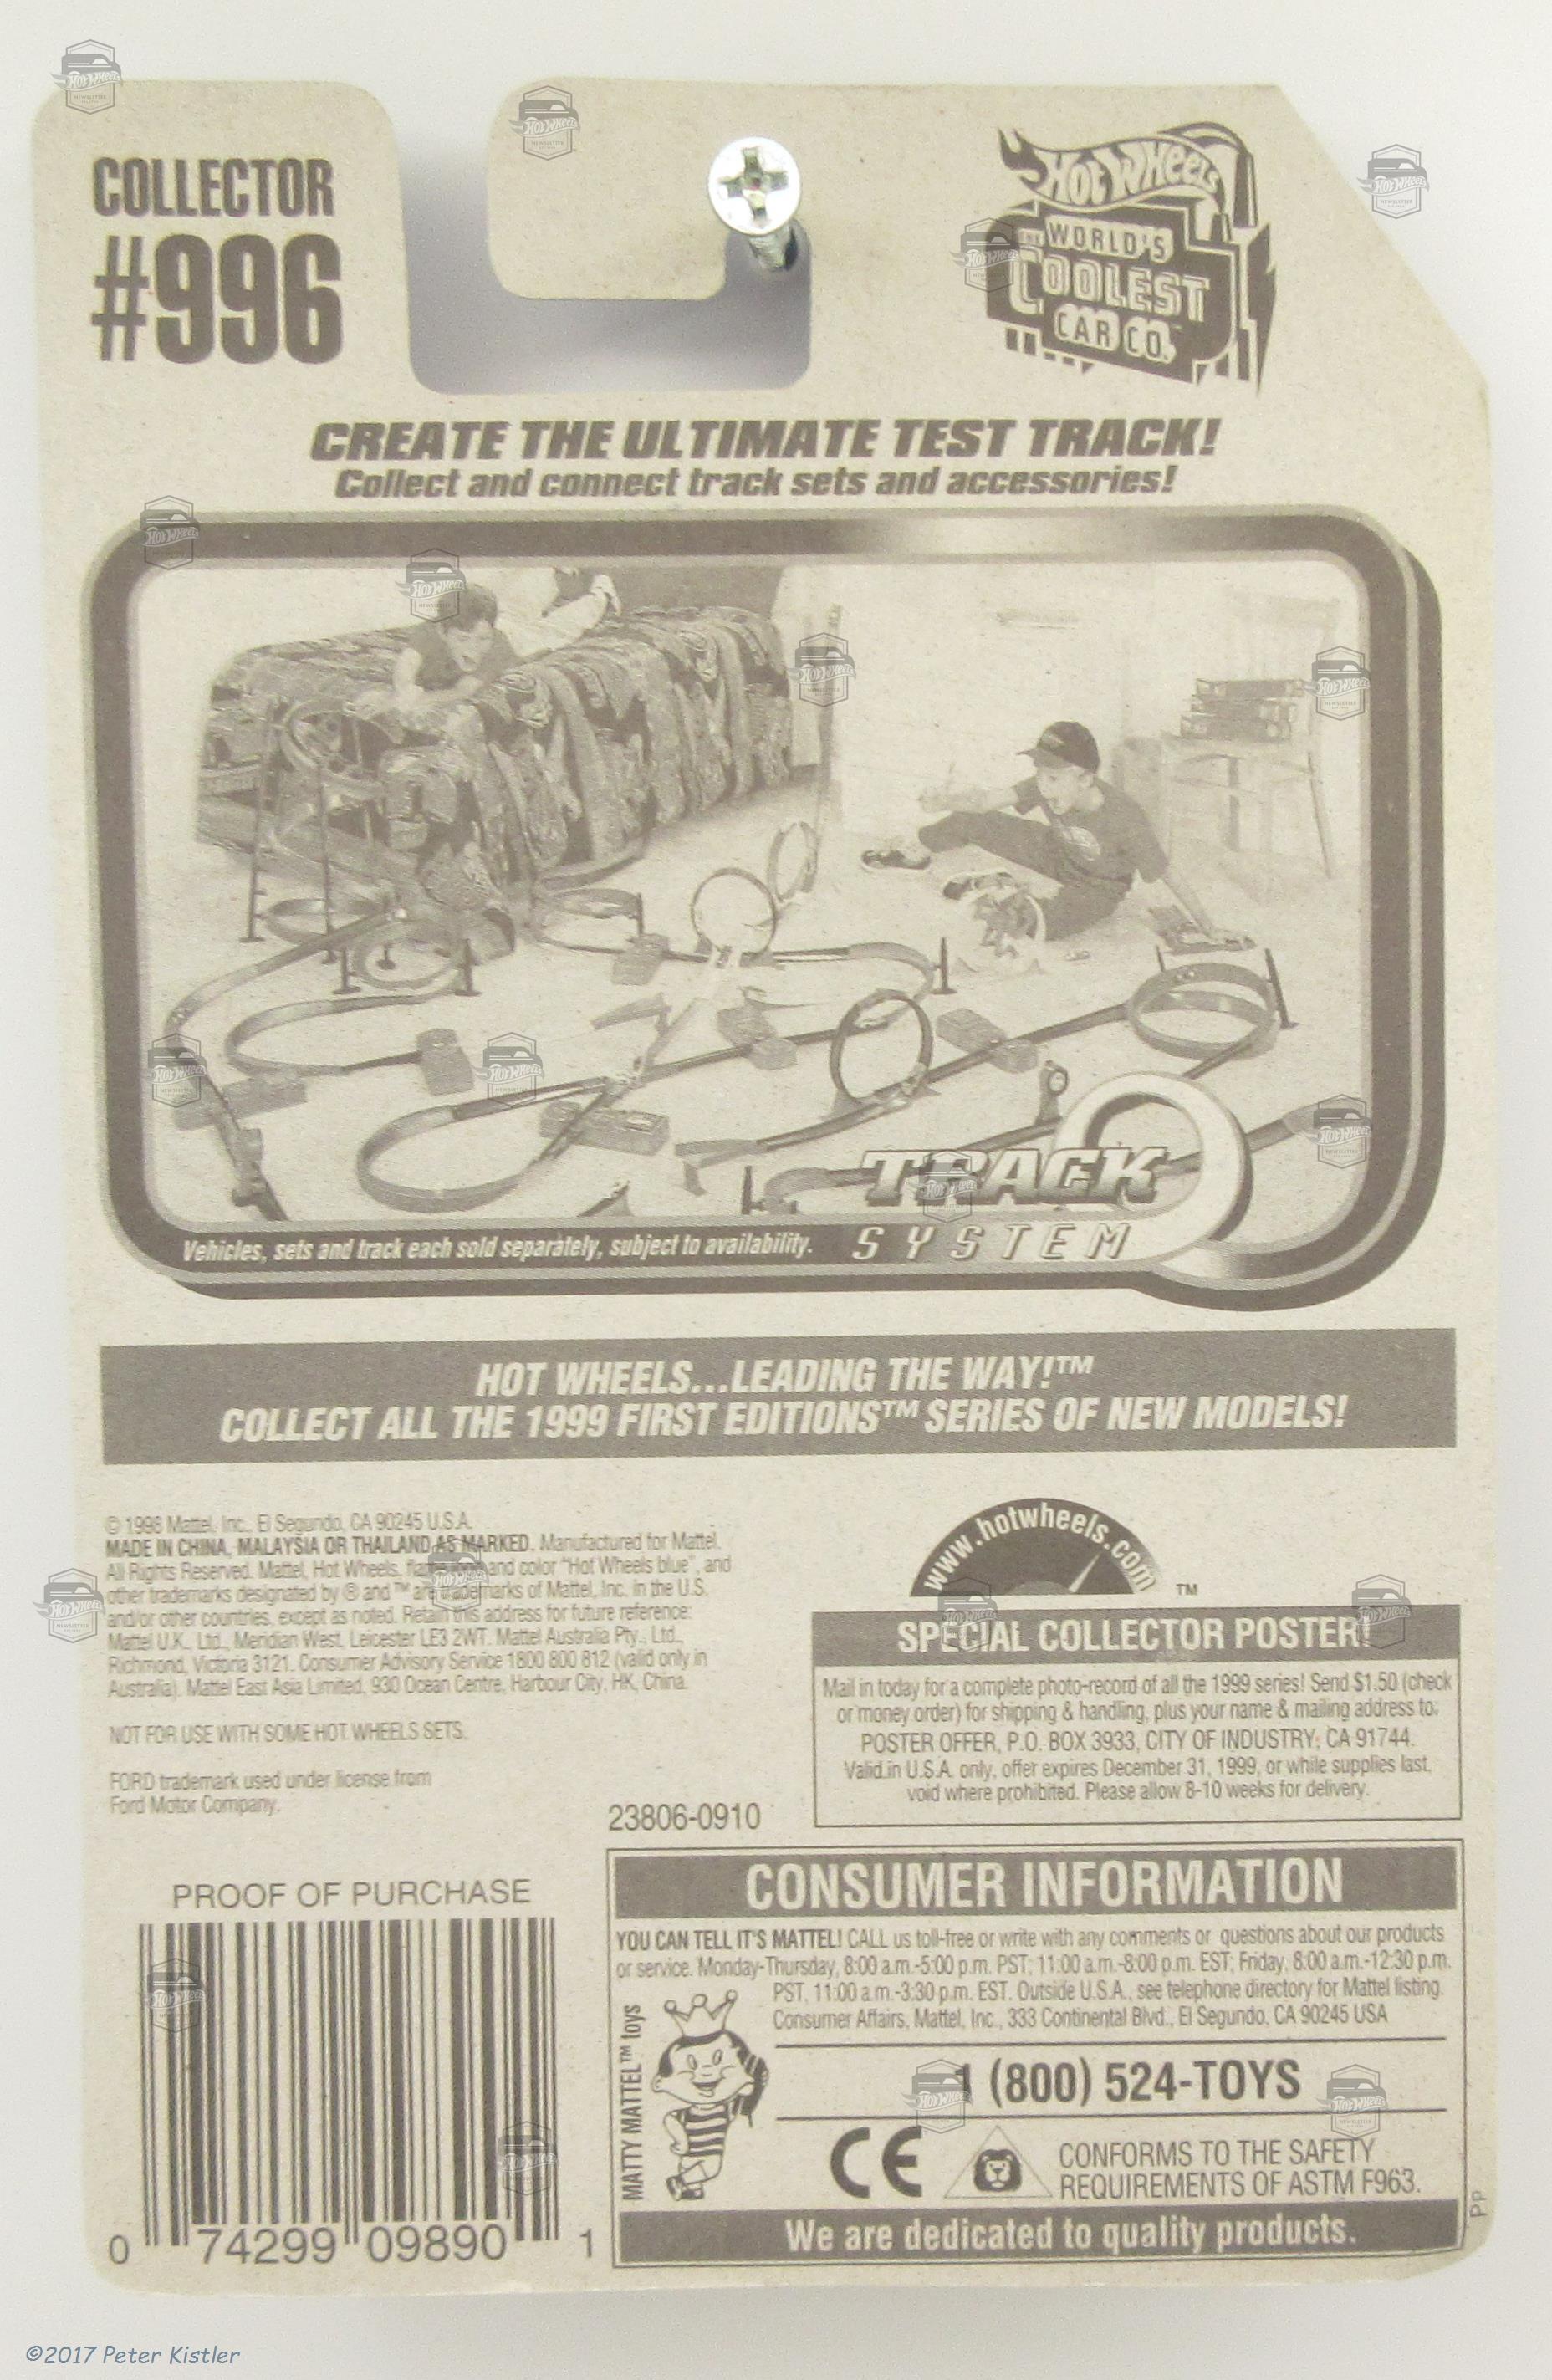 COLLECTOR
#996
HOT WHEELS
THE WORLD'S
COOLEST
CAR CO.™
CREATE THE ULTIMATE TEST TRACK!
Collect and connect track sets and accessories!
TRACK
SYSTEM
Vehicles, sets and track each sold separately, subject to availability.
HOT WHEELS...LEADING THE WAY!™
COLLECT ALL THE 1999 FIRST EDITIONS™ SERIES OF NEW MODELS!
© 1998 Mattel, Inc., El Segundo, CA 90245 U.S.A.
MADE IN CHINA, MALAYSIA OR THAILAND AS MARKED. Manufactured for Mattel.
All Rights Reserved. Mattel, Hot Wheels, and color "Hot Wheels blue", and
other trademarks designated by ® and ™ are trademarks of Mattel, Inc. in the U.S.
and/or other countries, except as noted. Retain this address for future reference:
Mattel U.K., Ltd., Meridian West, Leicester LE3 2WT. Mattel Australia Pty., Ltd.,
Richmond, Victoria 3121. Consumer Advisory Service 1800 800 812 (valid only in
Australia). Mattel East Asia Limited, 930 Ocean Centre, Harbour City, HK, China.
NOT FOR USE WITH SOME HOT WHEELS SETS.
FORD trademark used under license from
Ford Motor Company.
23806-0910
www.hotwheels.com
™
SPECIAL COLLECTOR POSTER!
Mail in today for a complete photo-record of all the 1999 series! Send $1.50 (check
or money order) for shipping & handling, plus your name & mailing address to:
POSTER OFFER, P.O. BOX 3933, CITY OF INDUSTRY, CA 91744.
Valid in U.S.A. only, offer expires December 31, 1999, or while supplies last,
void where prohibited. Please allow 8-10 weeks for delivery.
PROOF OF PURCHASE
0 74299 09890 1
CONSUMER INFORMATION
YOU CAN TELL IT'S MATTEL! CALL us toll-free or write with any comments or questions about our products
or service. Monday-Thursday, 8:00 a.m.-5:00 p.m. PST; 11:00 a.m.-8:00 p.m. EST; Friday, 8:00 a.m.-12:30 p.m.
PST, 11:00 a.m.-3:30 p.m. EST. Outside U.S.A., see telephone directory for Mattel listing.
Consumer Affairs, Mattel, Inc., 333 Continental Blvd., El Segundo, CA 90245 USA
MATTY MATTEL™ toys
1 (800) 524-TOYS
CE
CONFORMS TO THE SAFETY
REQUIREMENTS OF ASTM F963.
We are dedicated to quality products.
PP
©2017 Peter Kistler